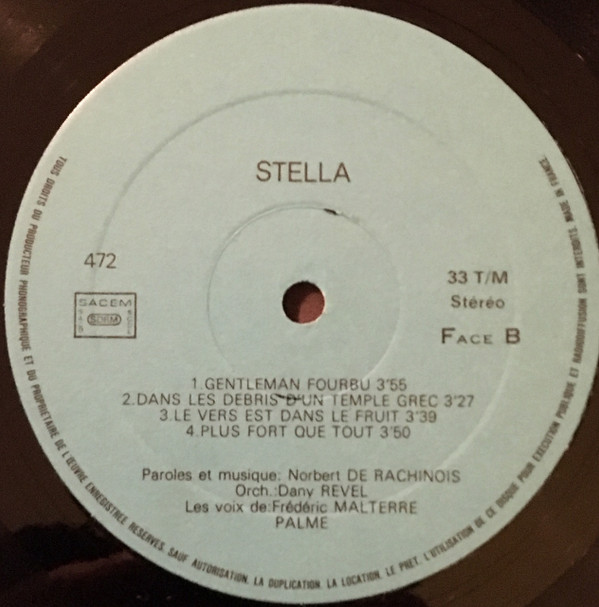 STELLA
472
SACEM
SDRM
33 T/M
Stéréo
FACE B
1.GENTLEMAN FOURBU 3'55
2.DANS LES DEBRIS D'UN TEMPLE GREC 3'27
3.LE VERS EST DANS LE FRUIT 3'39
4.PLUS FORT QUE TOUT 3'50
Paroles et musique: Norbert DE RACHINOIS
Orch.:Dany REVEL
Les voix de:Frédéric MALTERRE
PALME
TOUS DROITS DU PRODUCTEUR PHONOGRAPHIQUE ET DU PROPRIETAIRE DE L'ŒUVRE ENREGISTREE RESERVES. SAUF AUTORISATION, LA DUPLICATION, LA LOCATION, LE PRET, L'UTILISATION DE CE DISQUE POUR EXECUTION PUBLIQUE ET RADIODIFFUSION SONT INTERDITS. MADE IN FRANCE.